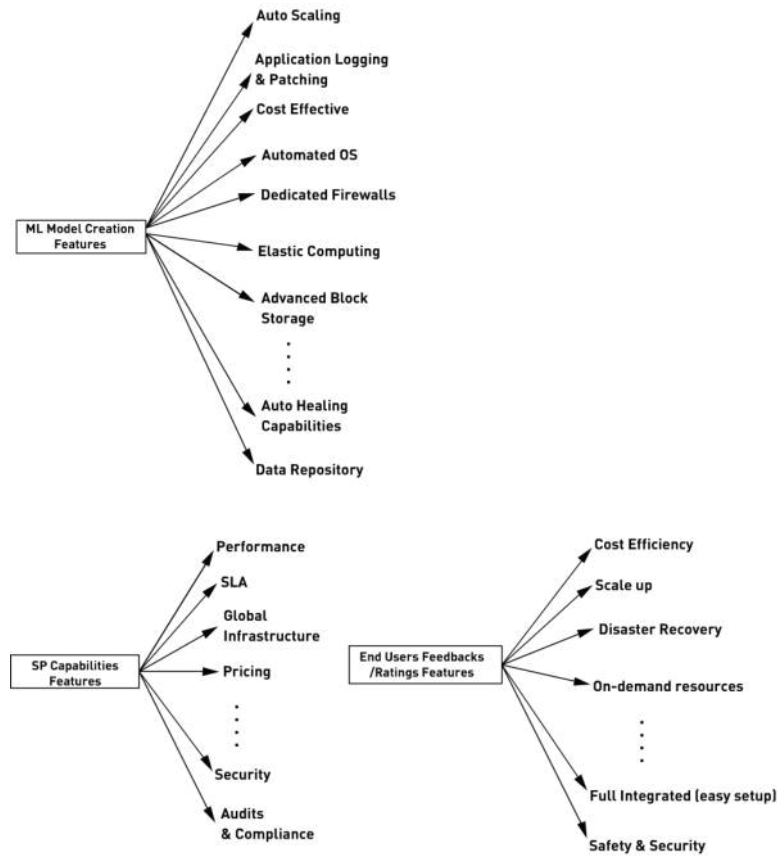 Auto Scaling
Application Logging
& Patching
Cost Effective
Automated OS
Dedicated Firewalls
ML Model Creation
Features
Elastic Computing
Advanced Block
Storage
Auto Healing
Capabilities
Data Repository
Performance
SLA
Global
Infrastructure
SP Capabilities
Features
Pricing
Security
Audits
& Compliance
Cost Efficiency
Scale up
Disaster Recovery
End Users Feedbacks
/Ratings Features
On-demand resources
Full Integrated (easy setup)
Safety & Security